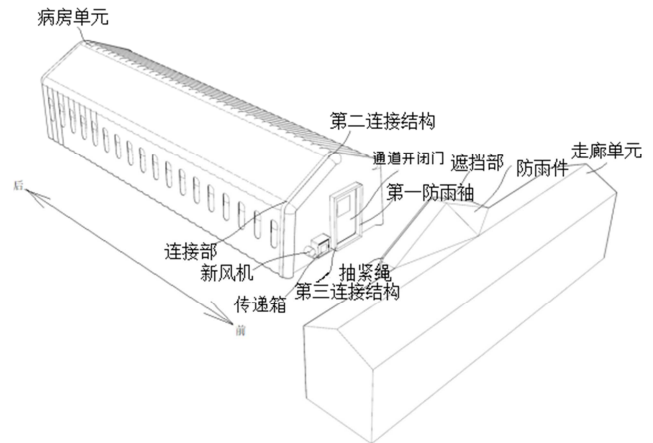 病房单元
第二连接结构
通道开闭门
遮挡部
防雨件
走廊单元
第一防雨袖
后
连接部
新风机
抽紧绳
传递箱
第三连接结构
前